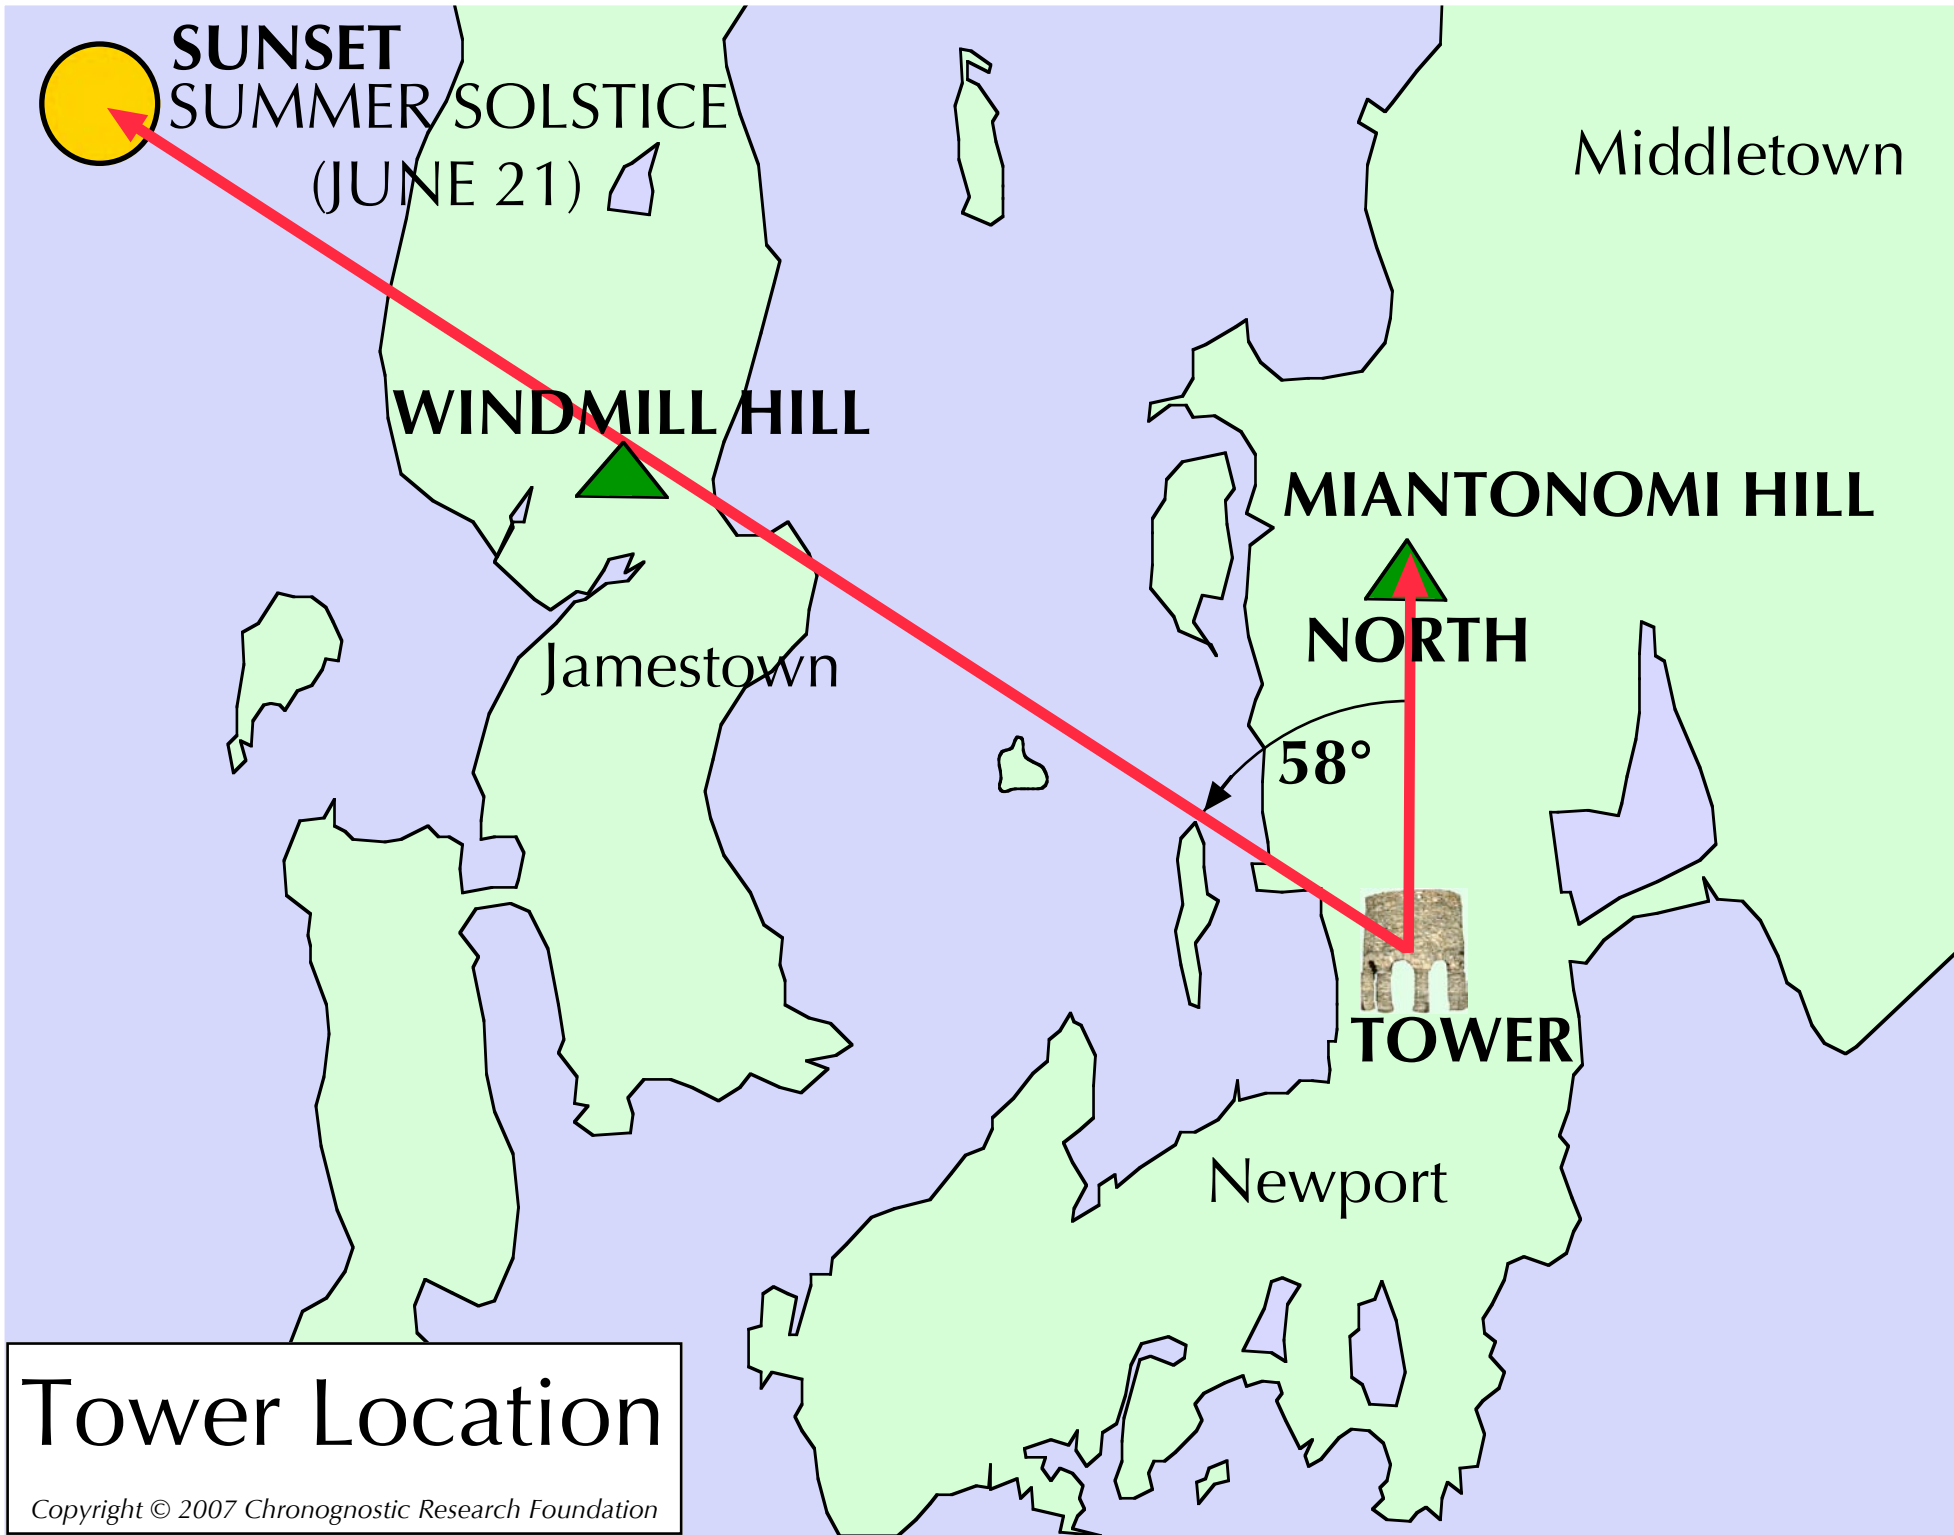 SUNSET
SUMMER SOLSTICE
(JUNE 21)
Middletown
WINDMILL HILL
MIANTONOMI HILL
NORTH
Jamestown
58°
TOWER
Newport
Tower Location
Copyright © 2007 Chronognostic Research Foundation